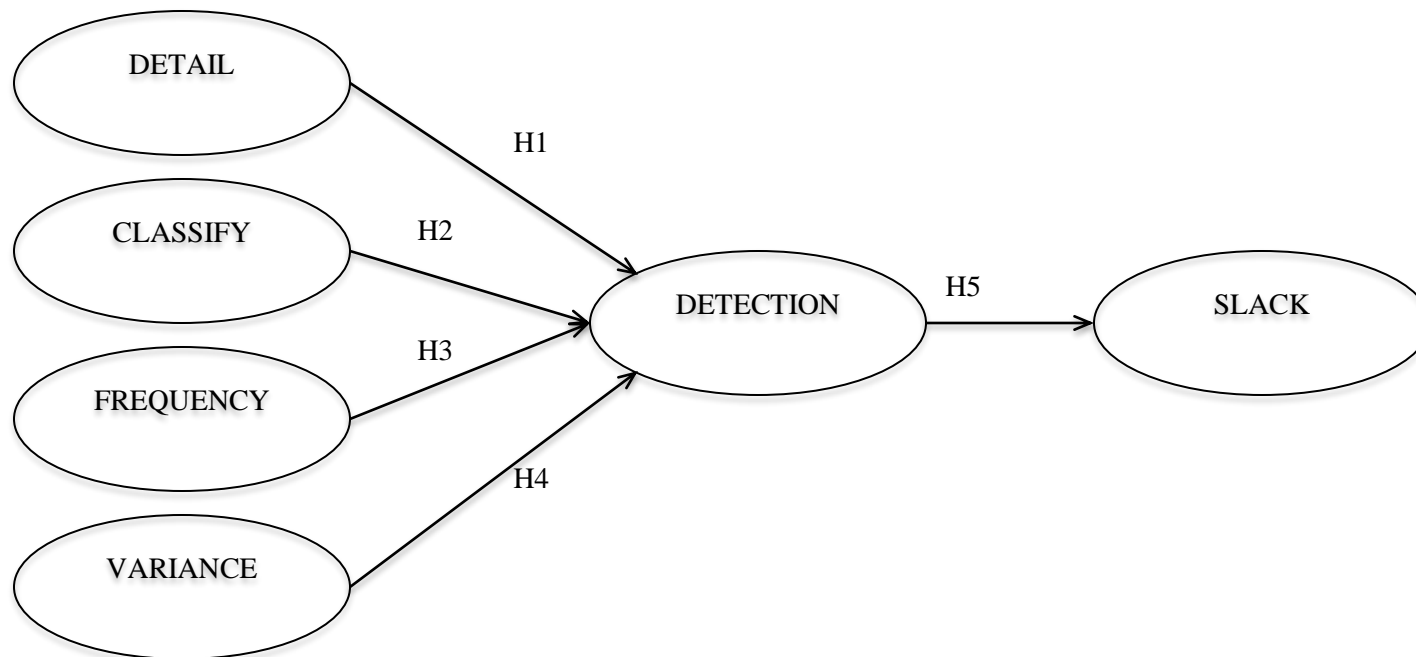 DETAIL
H1
CLASSIFY
H2
DETECTION
H5
SLACK
H3
FREQUENCY
H4
VARIANCE